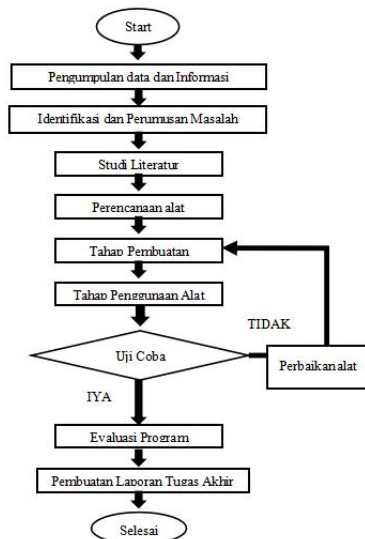 Start
Pengumpulan data dan Informasi
Identifikasi dan Perumusan Masalah
Studi Literatur
Perencanaan alat
Tahap Pembuatan
Tahap Penggunaan Alat
TIDAK
Uji Coba
Perbaikan alat
IYA
Evaluasi Program
Pembuatan Laporan Tugas Akhir
Selesai